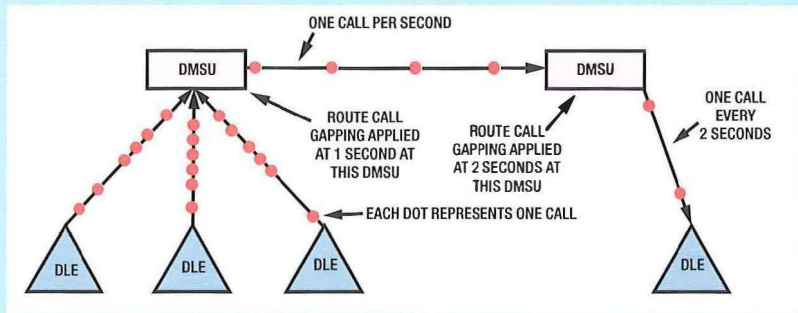 ONE CALL PER SECOND
DMSU
DMSU
ROUTE CALL
GAPPING APPLIED
AT 1 SECOND AT
THIS DMSU
ROUTE CALL
GAPPING APPLIED
AT 2 SECONDS AT
THIS DMSU
ONE CALL
EVERY
2 SECONDS
EACH DOT REPRESENTS ONE CALL
DLE
DLE
DLE
DLE